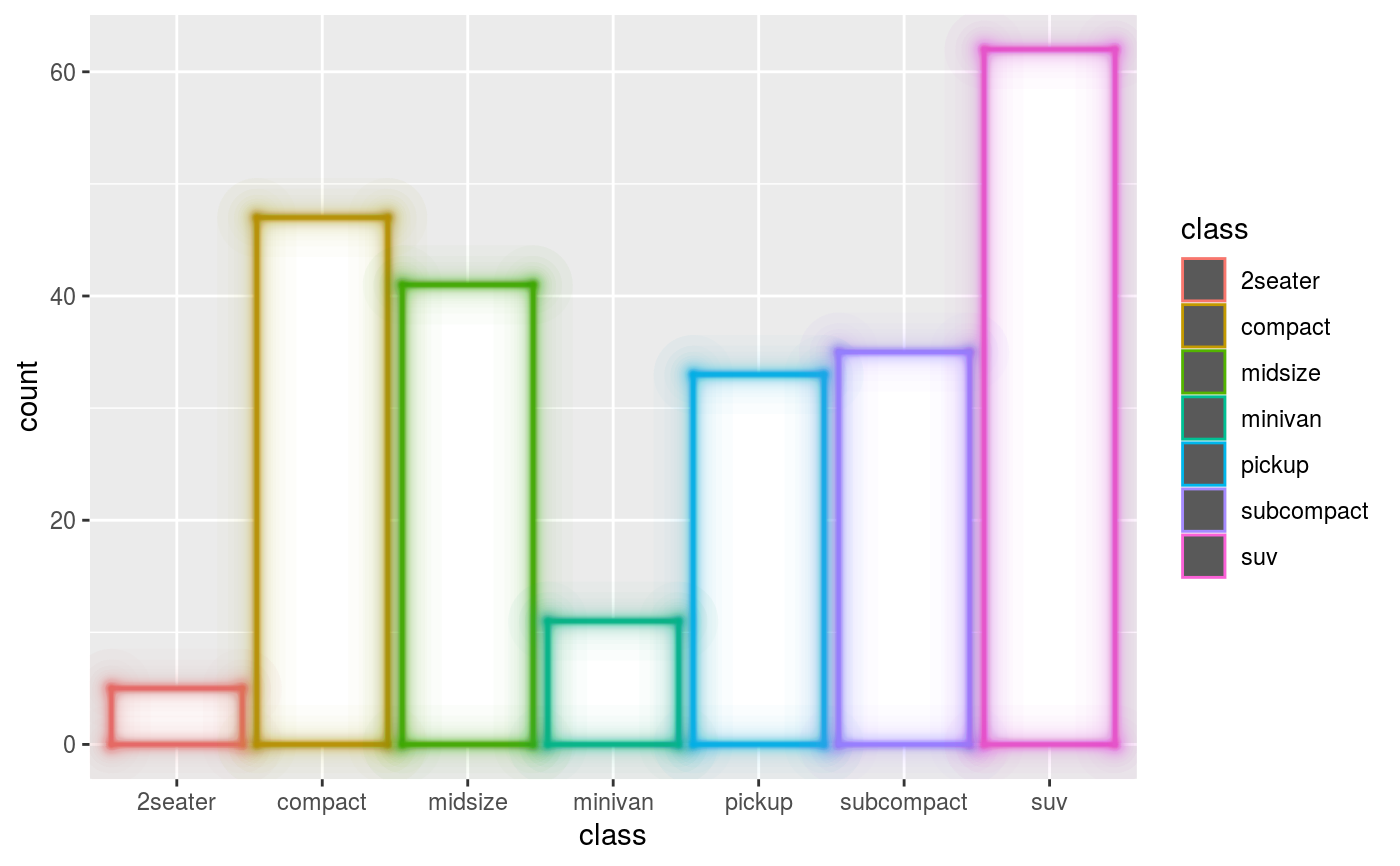 60
40
20
0
count
2seater compact midsize minivan pickup subcompact suv
class
class
2seater
compact
midsize
minivan
pickup
subcompact
suv